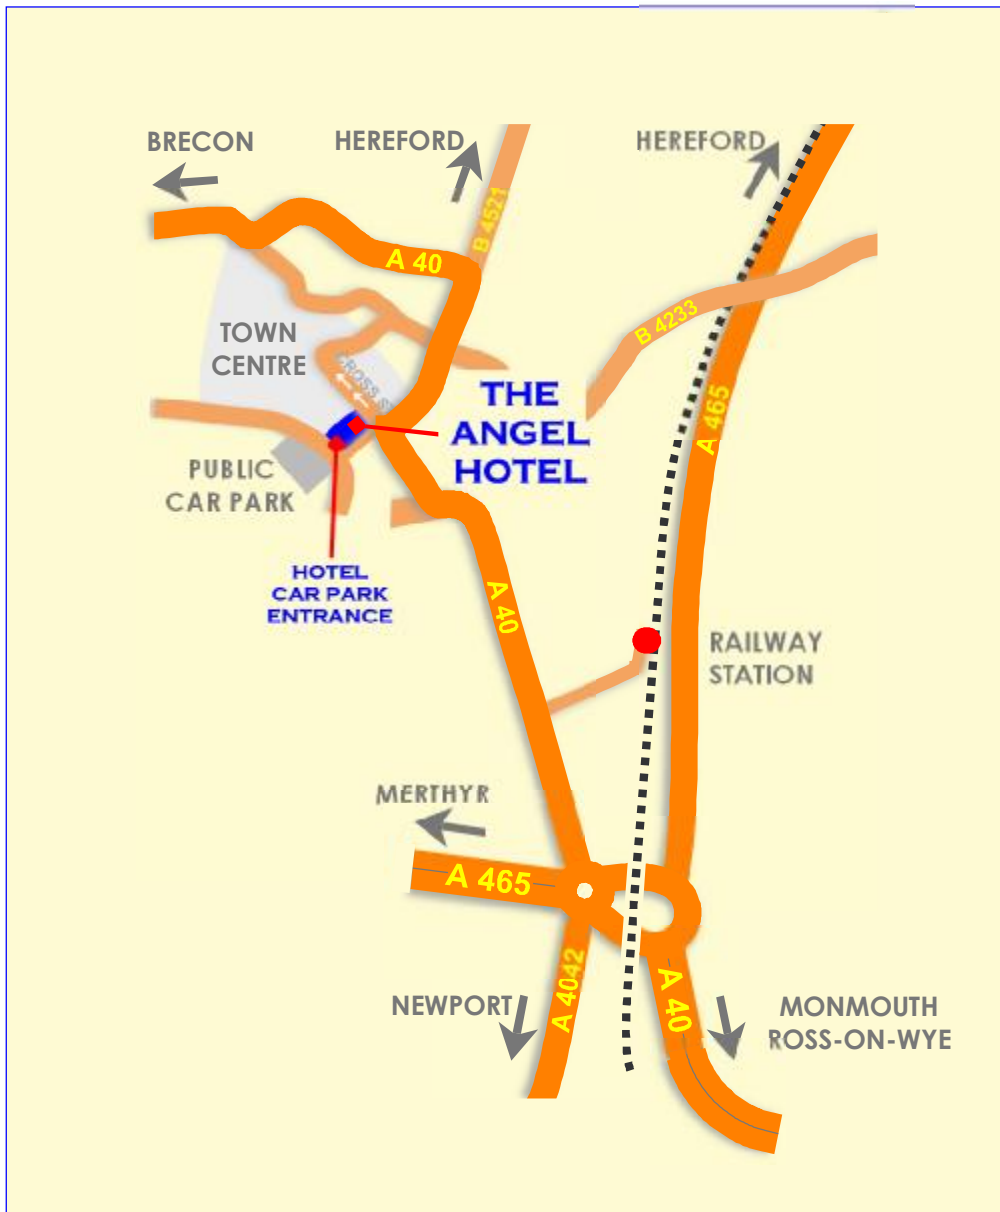 BRECON
HEREFORD
HEREFORD
B 4521
A 40
B 4233
TOWN
CENTRE
CROSS ST
THE
ANGEL
HOTEL
A 465
PUBLIC
CAR PARK
HOTEL
CAR PARK
ENTRANCE
A 40
RAILWAY
STATION
MERTHYR
A 465
A 4042
NEWPORT
A 40
MONMOUTH
ROSS-ON-WYE